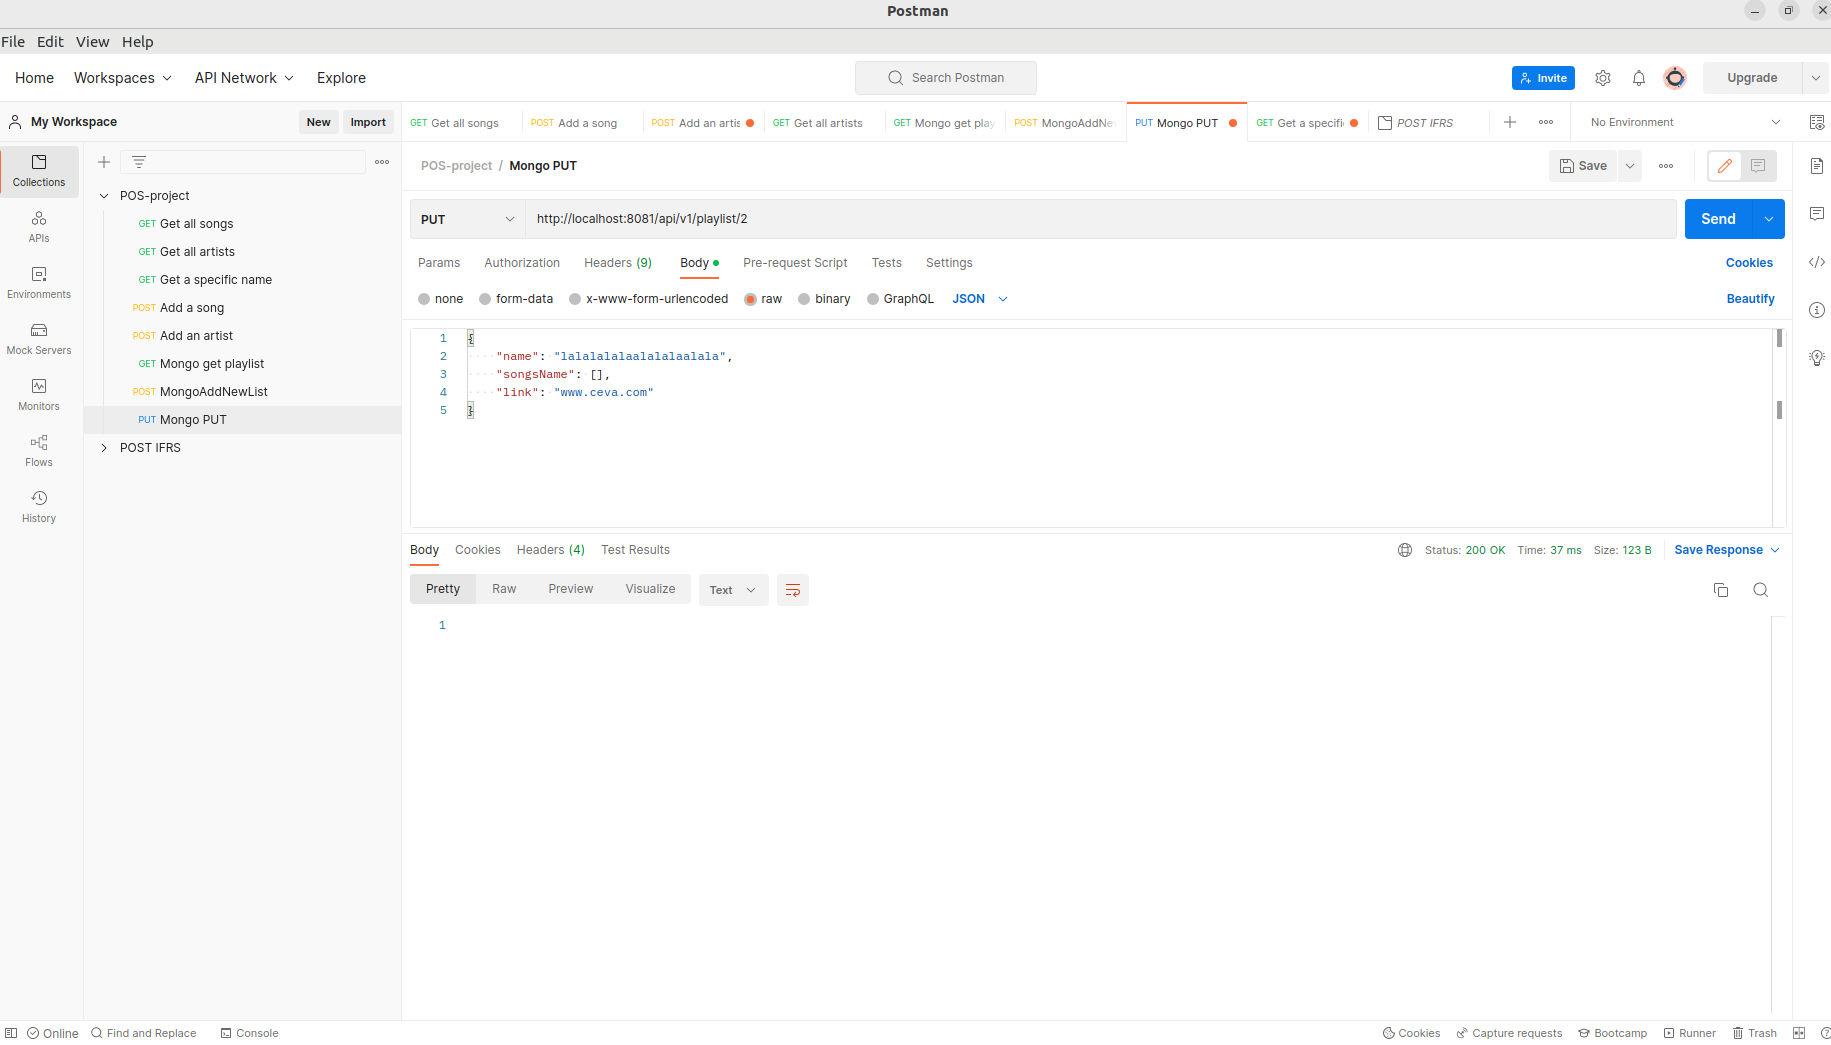 Postman
File Edit View Help
Home Workspaces API Network Explore Search Postman Invite Upgrade
My Workspace New Import
GET Get all songs POST Add a song POST Add an artis GET Get all artists GET Mongo get play POST MongoAddNe PUT Mongo PUT GET Get a specifi POST IFRS No Environment
Collections
APIs
Environments
Mock Servers
Monitors
Flows
History
POS-project
GET Get all songs
GET Get all artists
GET Get a specific name
POST Add a song
POST Add an artist
GET Mongo get playlist
POST MongoAddNewList
PUT Mongo PUT
POST IFRS
POS-project / Mongo PUT Save
PUT http://localhost:8081/api/v1/playlist/2 Send
Params Authorization Headers (9) Body Pre-request Script Tests Settings Cookies
none form-data x-www-form-urlencoded raw binary GraphQL JSON Beautify
1 {
2 "name": "lalalalalaalalalaalala",
3 "songsName": [],
4 "link": "www.ceva.com"
5 }
Body Cookies Headers (4) Test Results Status: 200 OK Time: 37 ms Size: 123 B Save Response
Pretty Raw Preview Visualize Text
1
Online Find and Replace Console Cookies Capture requests Bootcamp Runner Trash